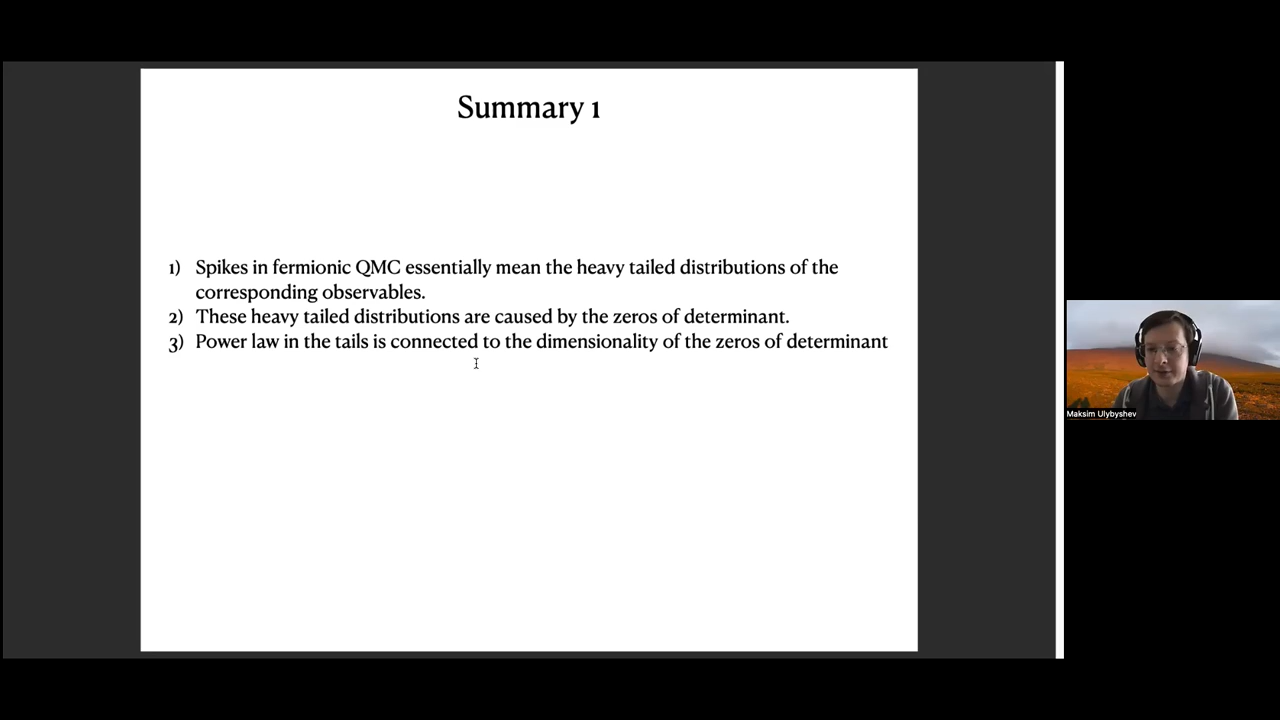 Summary 1
1) Spikes in fermionic QMC essentially mean the heavy tailed distributions of the
corresponding observables.
2) These heavy tailed distributions are caused by the zeros of determinant.
3) Power law in the tails is connected to the dimensionality of the zeros of determinant
Maksim Ulybyshev